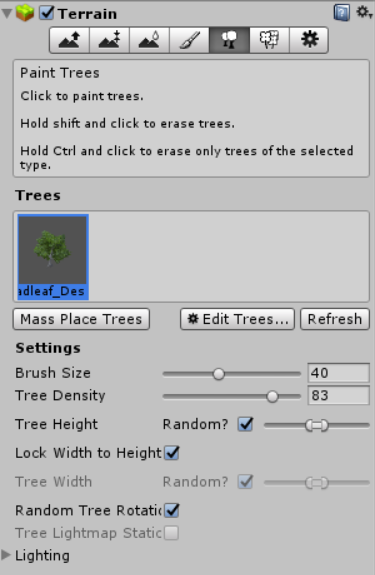 Terrain
Paint Trees
Click to paint trees.
Hold shift and click to erase trees.
Hold Ctrl and click to erase only trees of the selected
type.
Trees
adleaf_Des
Mass Place Trees
Edit Trees...
Refresh
Settings
Brush Size 40
Tree Density 83
Tree Height Random?
Lock Width to Height
Tree Width Random?
Random Tree Rotatic
Tree Lightmap Static
Lighting